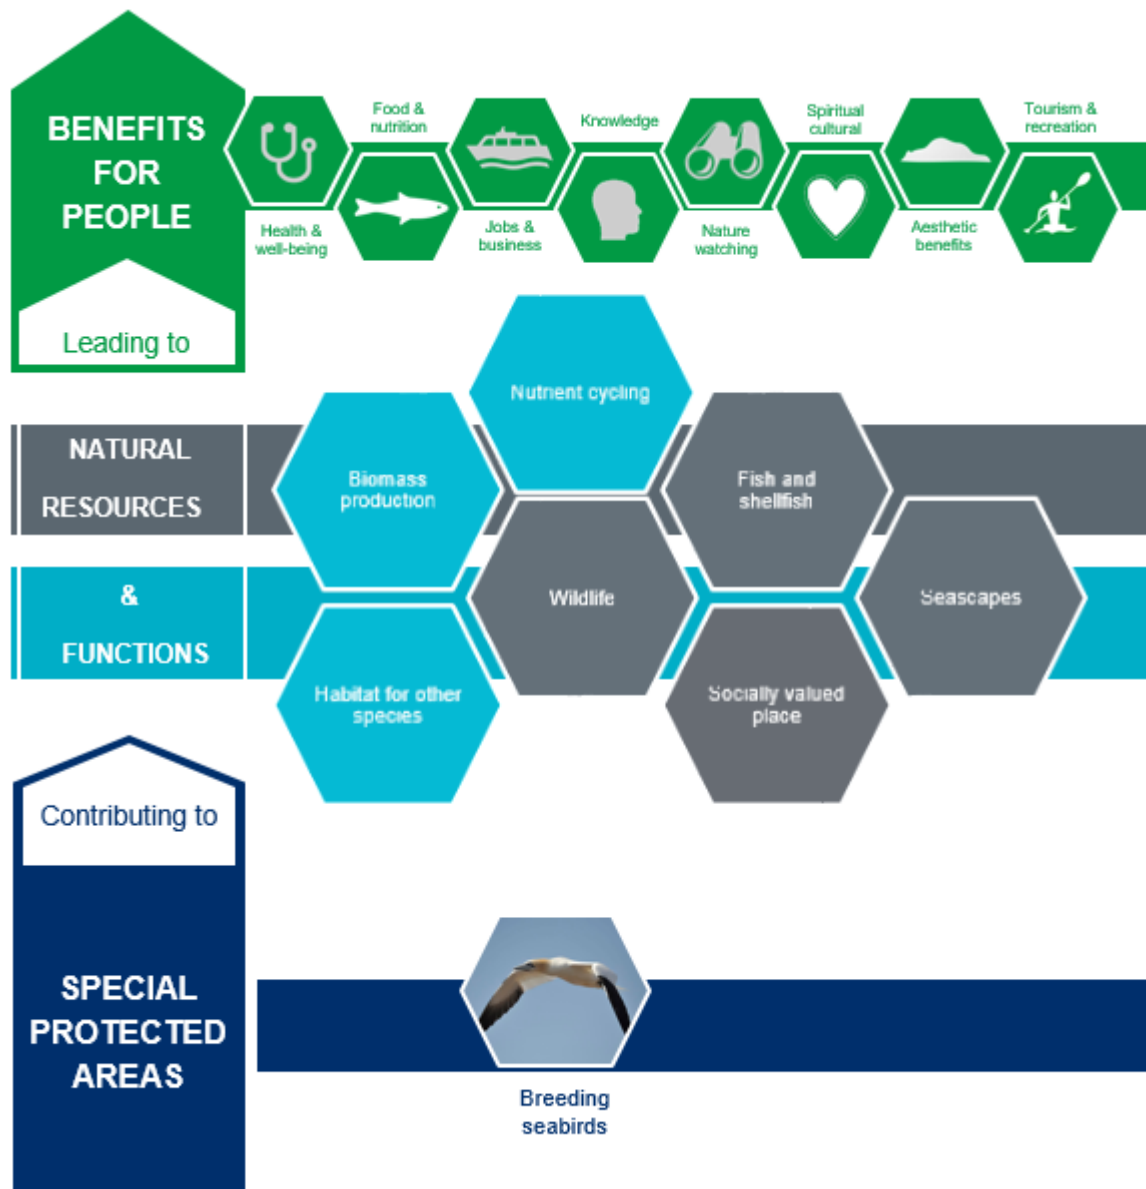 BENEFITS
FOR
PEOPLE
Leading to
Health &
well-being
Food &
nutrition
Jobs &
business
Knowledge
Nature
watching
Spiritual
cultural
Aesthetic
benefits
Tourism &
recreation
NATURAL
RESOURCES
&
FUNCTIONS
Nutrient cycling
Biomass
production
Fish and
shellfish
Wildlife
Seascapes
Habitat for other
species
Socially valued
place
Contributing to
SPECIAL
PROTECTED
AREAS
Breeding
seabirds